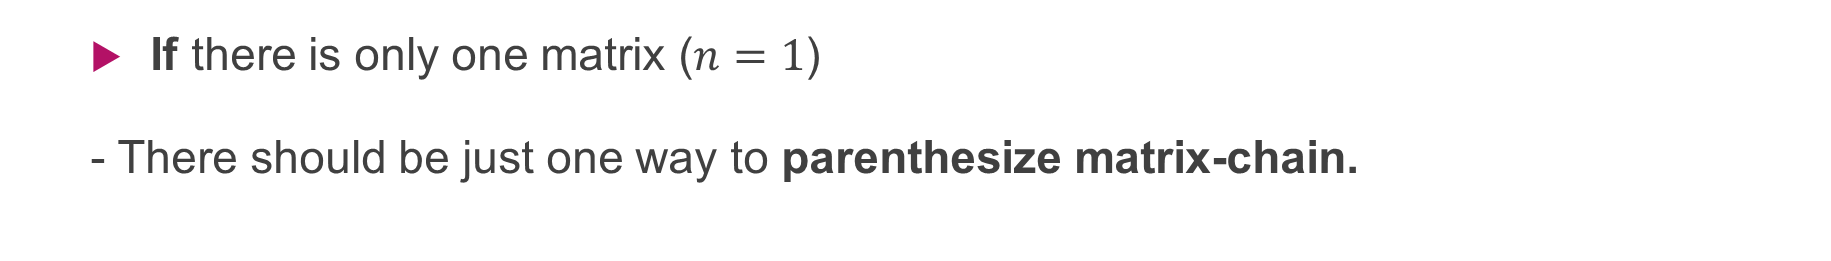 If there is only one matrix (𝑛 = 1)
- There should be just one way to parenthesize matrix-chain.